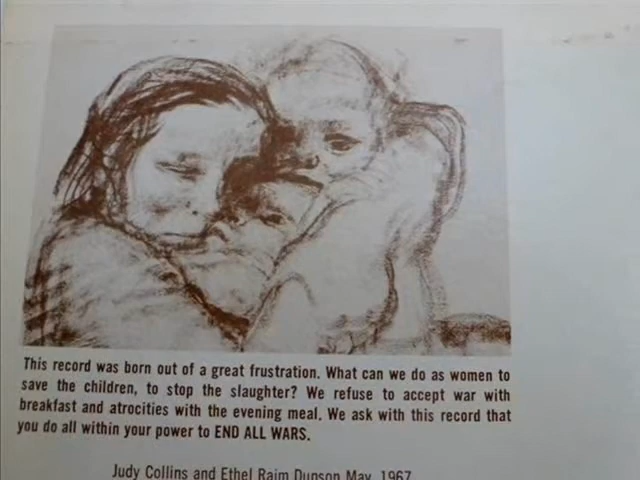 This record was born out of a great frustration. What can we do as women to
save the children, to stop the slaughter? We refuse to accept war with
breakfast and atrocities with the evening meal. We ask with this record that
you do all within your power to END ALL WARS.
Judy Collins and Ethel Raim Dunson May, 1967